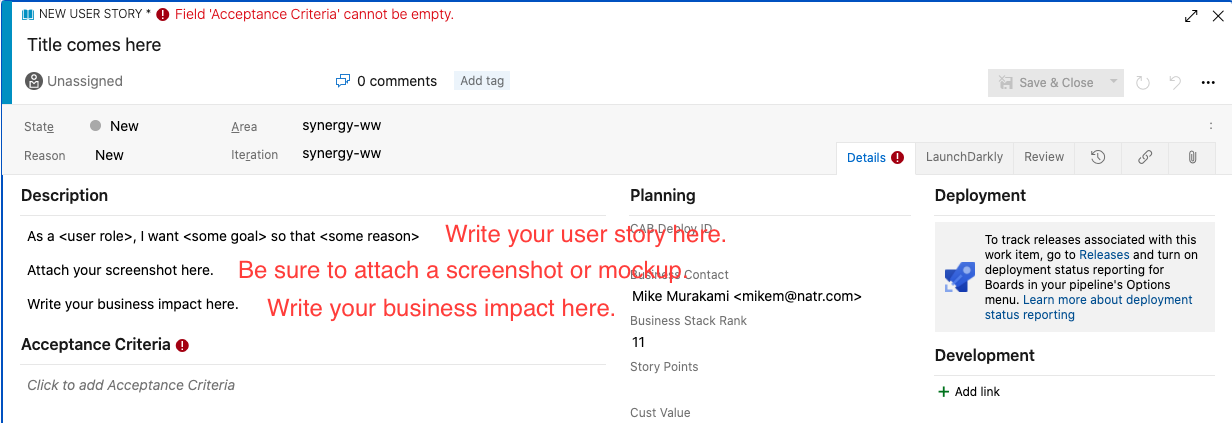 NEW USER STORY * Field 'Acceptance Criteria' cannot be empty.
Title comes here
Unassigned 0 comments Add tag Save & Close
State New Area synergy-ww
Reason New Iteration synergy-ww
Details LaunchDarkly Review
Description
As a <user role>, I want <some goal> so that <some reason> Write your user story here.
Attach your screenshot here. Be sure to attach a screenshot or mockup.
Write your business impact here. Write your business impact here.
Acceptance Criteria
Click to add Acceptance Criteria
Planning
CAB Deploy ID
Business Contact
Mike Murakami <mikem@natr.com>
Business Stack Rank
11
Story Points
Cust Value
Deployment
To track releases associated with this
work item, go to Releases and turn on
deployment status reporting for
Boards in your pipeline's Options
menu. Learn more about deployment
status reporting
Development
Add link